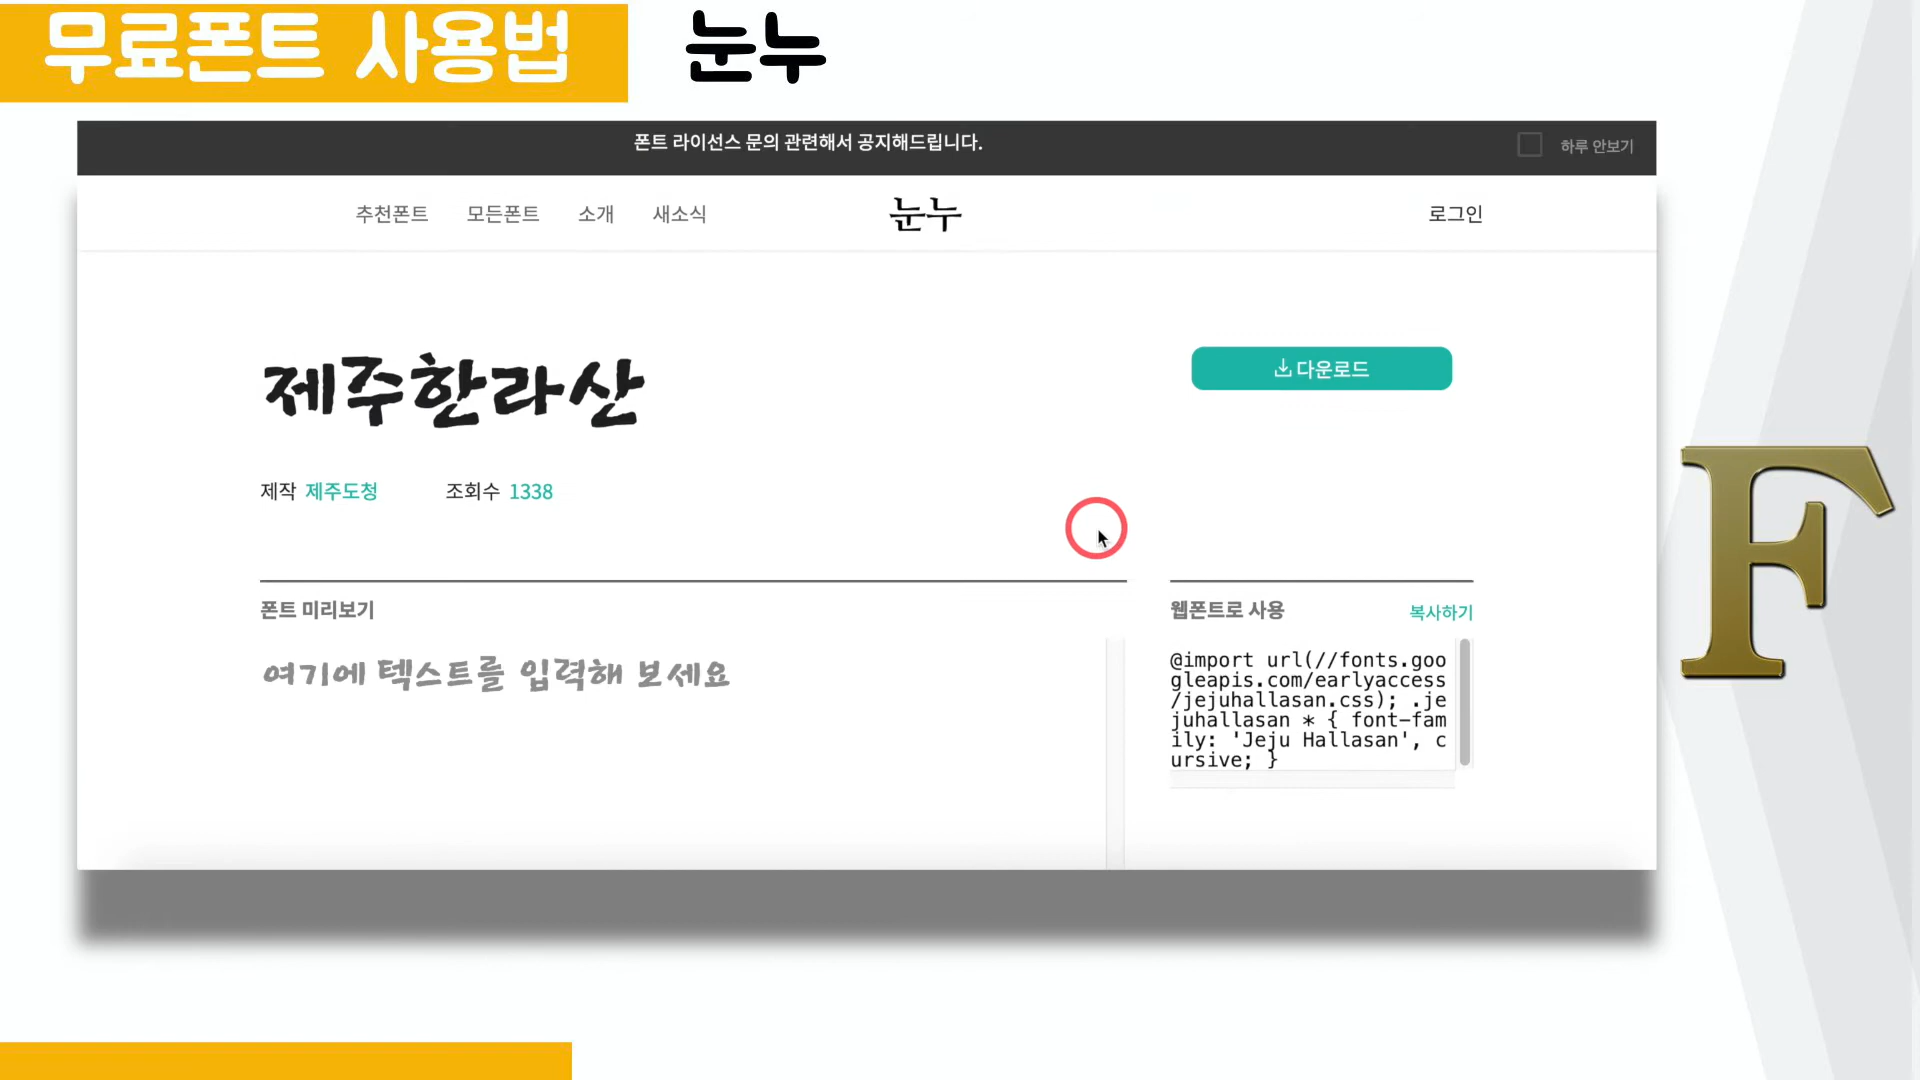 무료폰트 사용법 눈누
폰트 라이선스 문의 관련해서 공지해드립니다.
하루 안보기
추천폰트 모든폰트 소개 새소식
눈누
로그인
제주한라산
다운로드
제작 제주도청 조회수 1338
폰트 미리보기
여기에 텍스트를 입력해 보세요
웹폰트로 사용 복사하기
@import url(//fonts.goo
gleapis.com/earlyaccess
/jejuhallasan.css); .je
juhallasan * { font-fam
ily: 'Jeju Hallasan', c
ursive; }
F